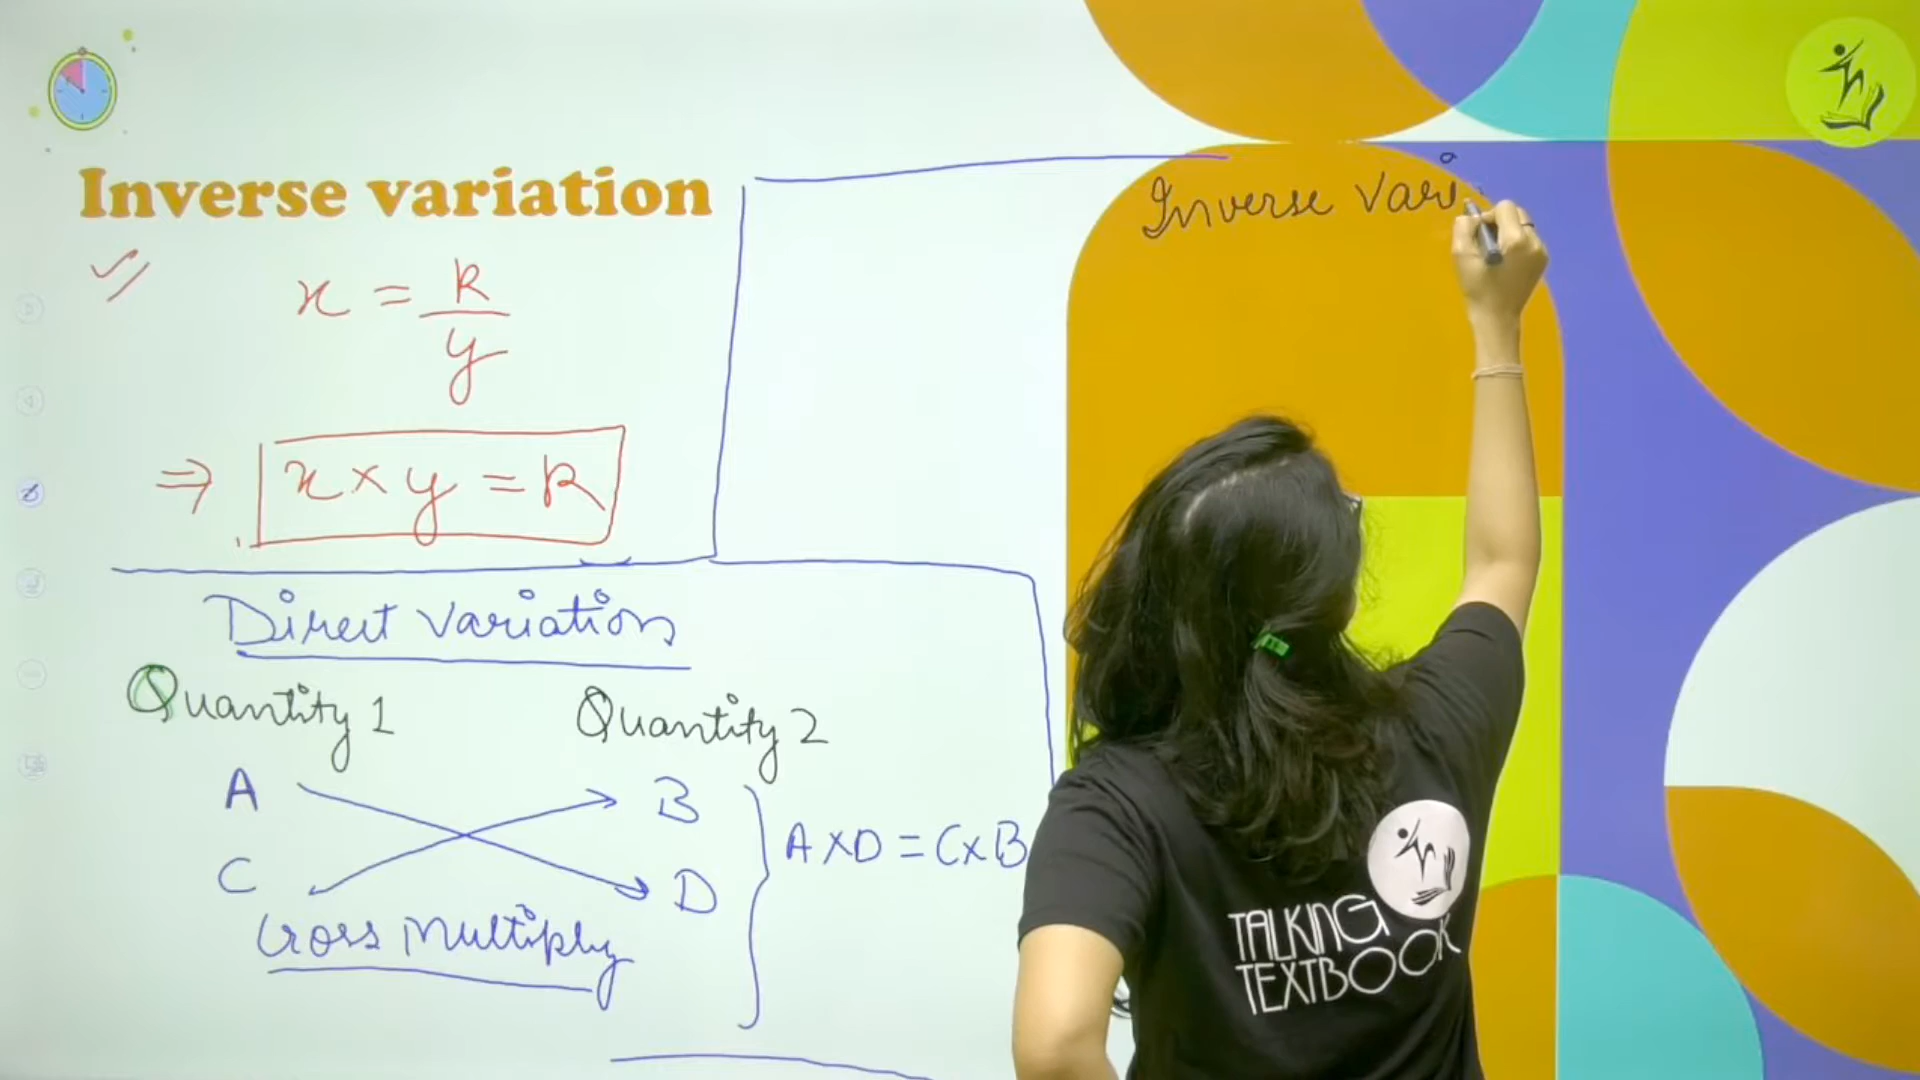 Inverse variation
x = k/y
⇒ x × y = k
Direct variation
Quantity 1 Quantity 2
A B
C D
A×D = C×B
Cross Multiply
Inverse Vari
TALKING
TEXTBOOK